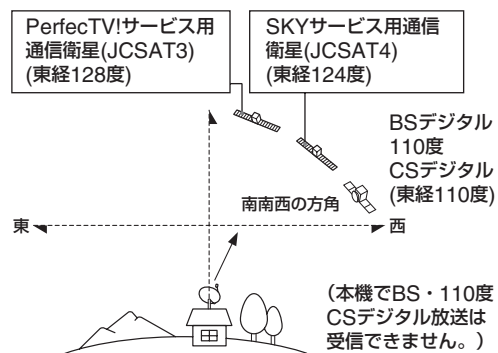 PerfecTV!サービス用
通信衛星(JCSAT3)
(東経128度)
SKYサービス用通信
衛星(JCSAT4)
(東経124度)
BSデジタル
110度
CSデジタル
(東経110度)
南南西の方角
東
西
(本機でBS・110度
CSデジタル放送は
受信できません。)